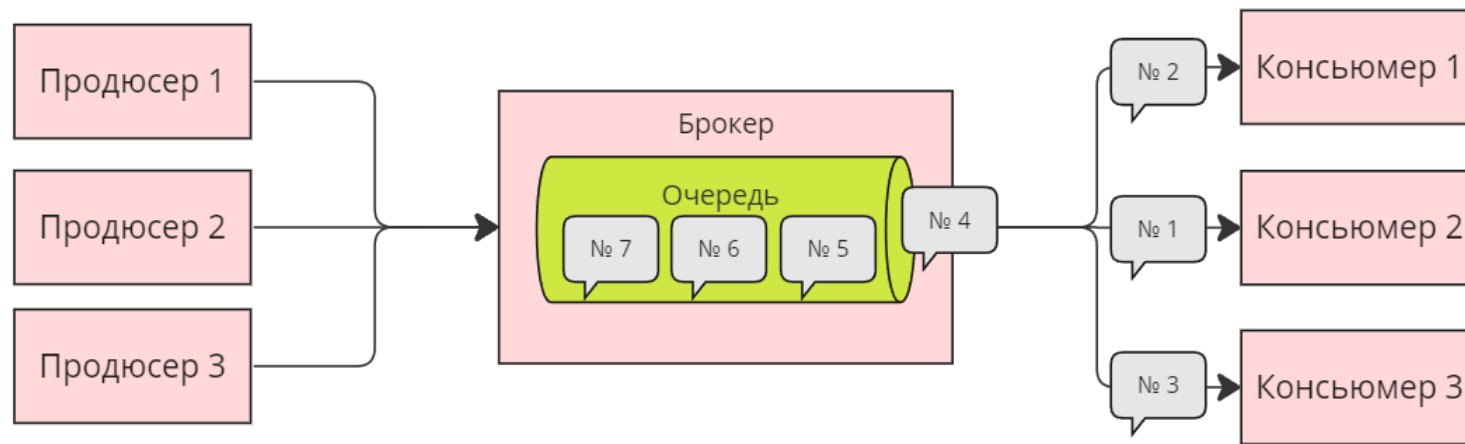 Продюсер 1
Продюсер 2
Продюсер 3
Брокер
Очередь
№ 7
№ 6
№ 5
№ 4
№ 2
Консьюмер 1
№ 1
Консьюмер 2
№ 3
Консьюмер 3